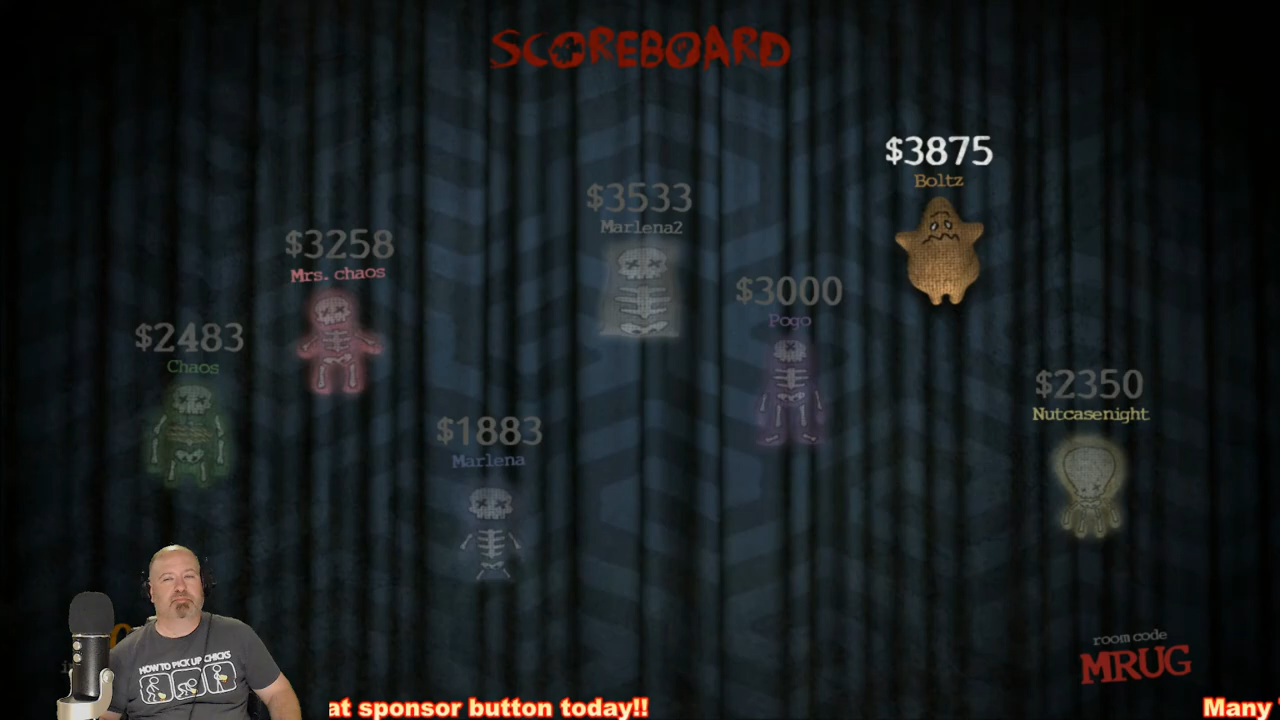 SCOREBOARD
$3875
Boltz
$3533
Marlena2
$3258
Mrs. chaos
$3000
Pogo
$2483
Chaos
$2350
Nutcasenight
$1883
Marlena
room code
MRUG
HOW TO PICK UP CHICKS
at sponsor button today!!
Many